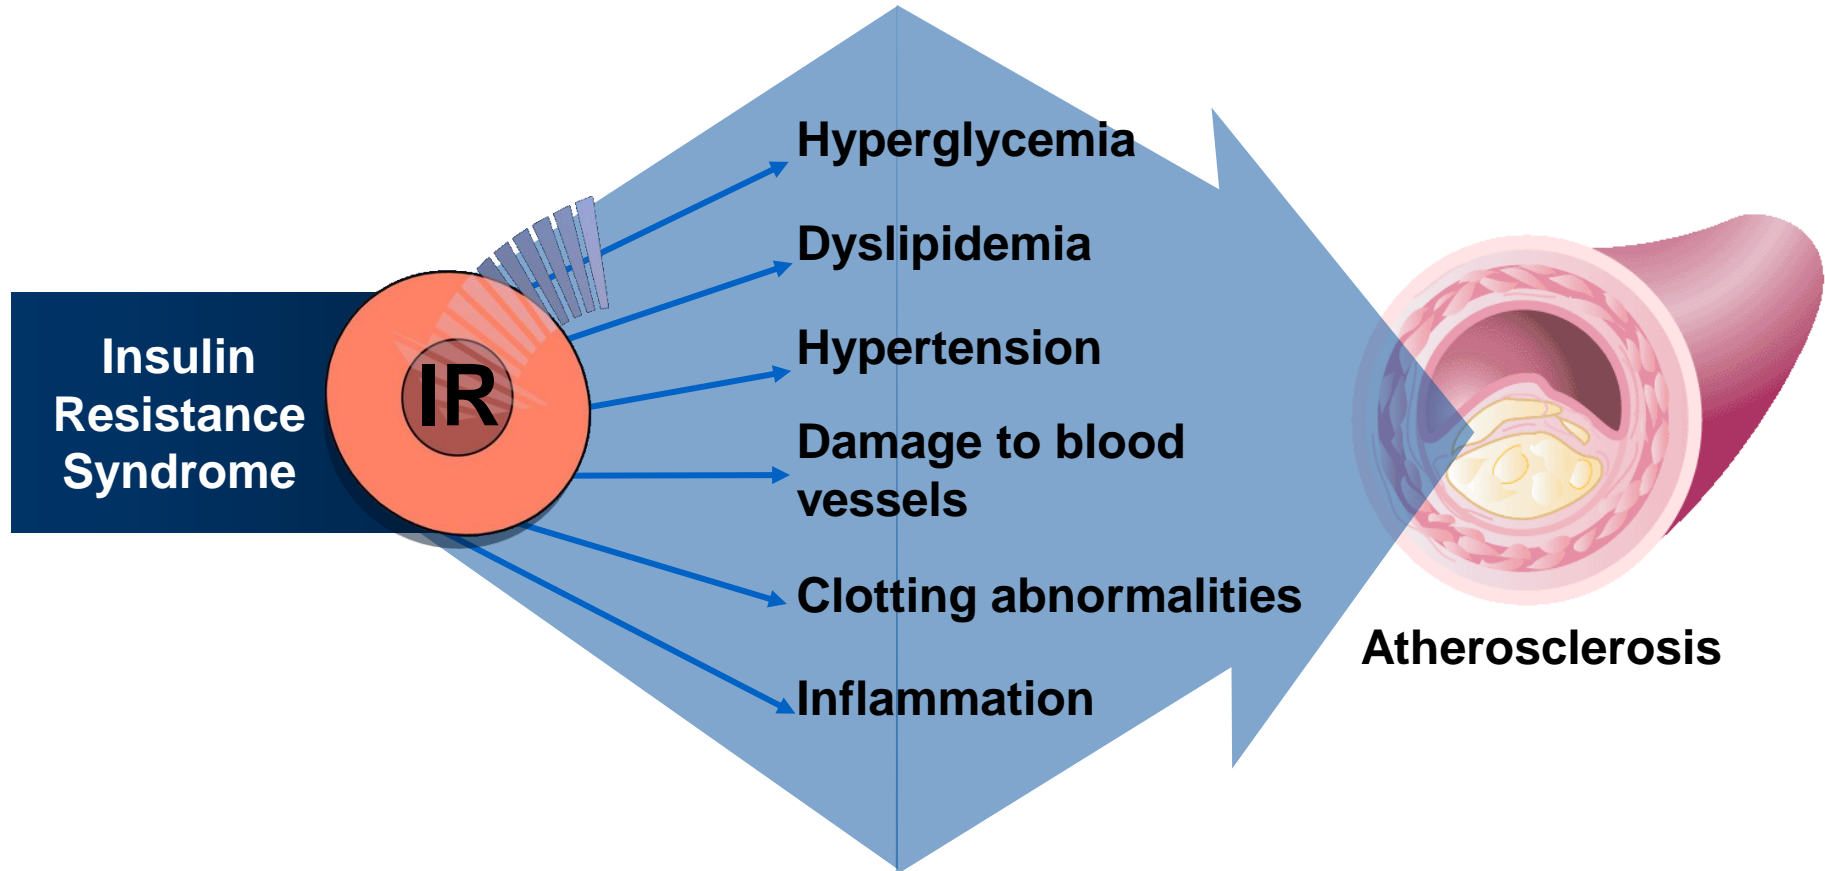 Insulin
Resistance
Syndrome
IR
Hyperglycemia
Dyslipidemia
Hypertension
Damage to blood
vessels
Clotting abnormalities
Inflammation
Atherosclerosis